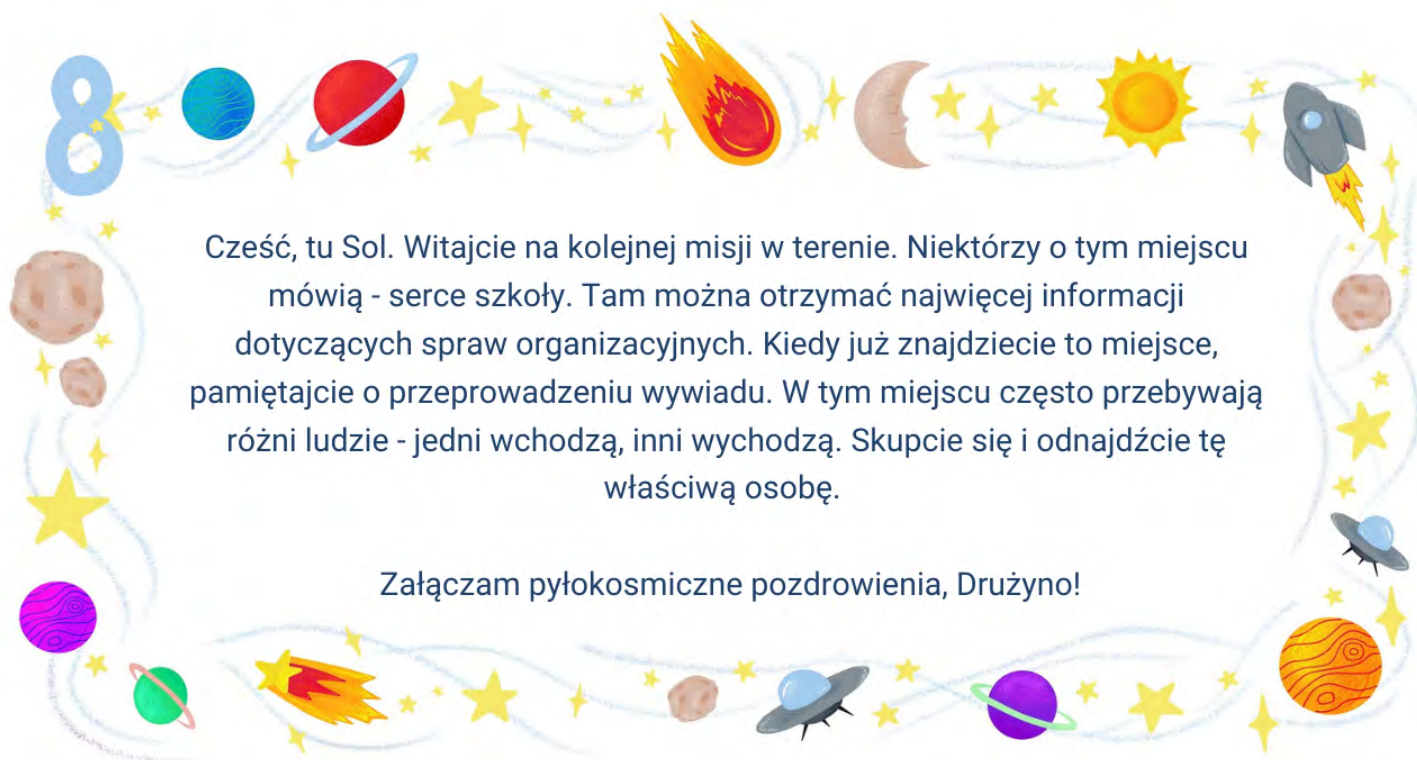 8
Cześć, tu Sol. Witajcie na kolejnej misji w terenie. Niektórzy o tym miejscu
mówią - serce szkoły. Tam można otrzymać najwięcej informacji
dotyczących spraw organizacyjnych. Kiedy już znajdziecie to miejsce,
pamiętajcie o przeprowadzeniu wywiadu. W tym miejscu często przebywają
różni ludzie - jedni wchodzą, inni wychodzą. Skupcie się i odnajdźcie tę
właściwą osobę.
Załączam pyłokosmiczne pozdrowienia, Drużyno!